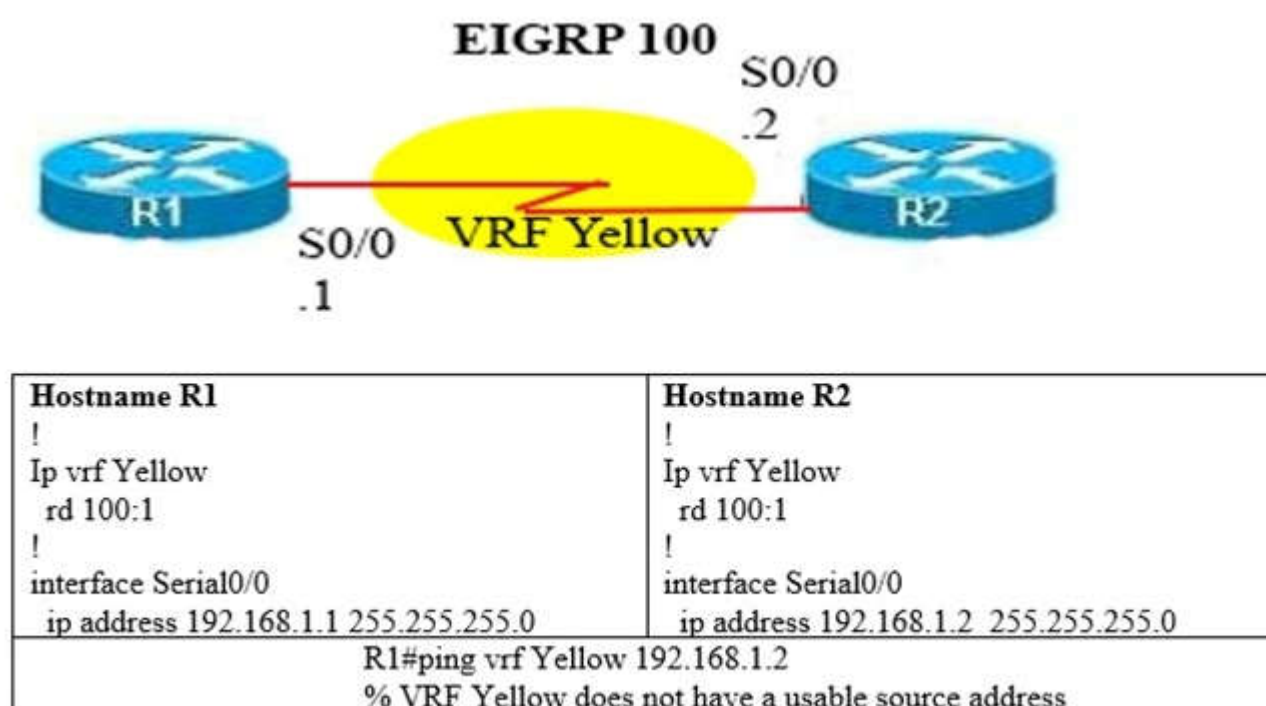 EIGRP 100
S0/0
.2
R1
R2
VRF Yellow
S0/0
.1
Hostname R1
!
Ip vrf Yellow
rd 100:1
!
interface Serial0/0
ip address 192.168.1.1 255.255.255.0
Hostname R2
!
Ip vrf Yellow
rd 100:1
!
interface Serial0/0
ip address 192.168.1.2 255.255.255.0
R1#ping vrf Yellow 192.168.1.2
% VRF Yellow does not have a usable source address